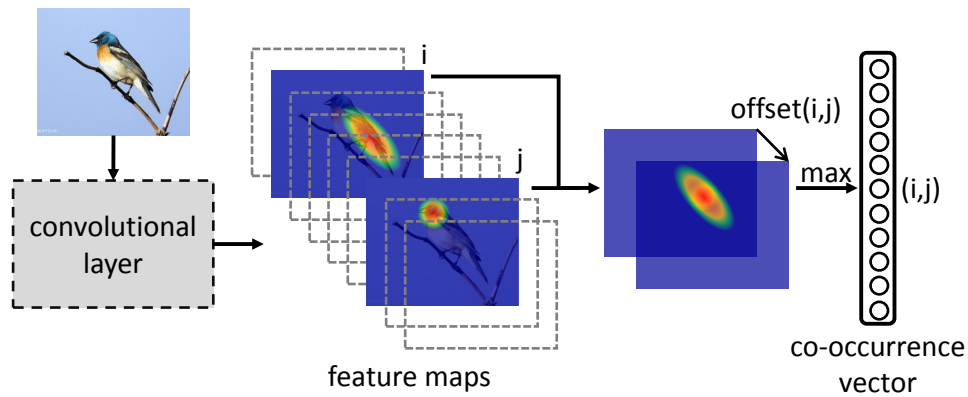 i
j
offset(i,j)
max
(i,j)
convolutional
layer
feature maps
co-occurrence
vector